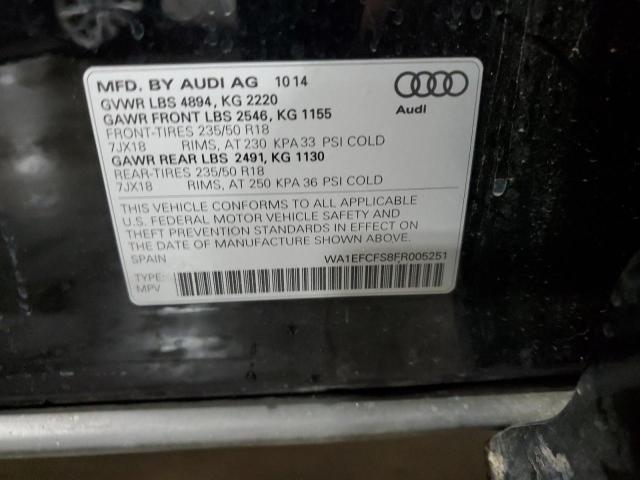 MFD. BY AUDI AG 10 14
GVWR LBS 4894, KG 2220
GAWR FRONT LBS 2546, KG 1155
FRONT-TIRES 235/50 R18
7JX18 RIMS, AT 230 KPA 33 PSI COLD
GAWR REAR LBS 2491, KG 1130
REAR-TIRES 235/50 R18
7JX18 RIMS, AT 250 KPA 36 PSI COLD
Audi
THIS VEHICLE CONFORMS TO ALL APPLICABLE
U.S. FEDERAL MOTOR VEHICLE SAFETY AND
THEFT PREVENTION STANDARDS IN EFFECT ON
THE DATE OF MANUFACTURE SHOWN ABOVE.
SPAIN WA1EFCFS8FR005251
TYPE:
MPV